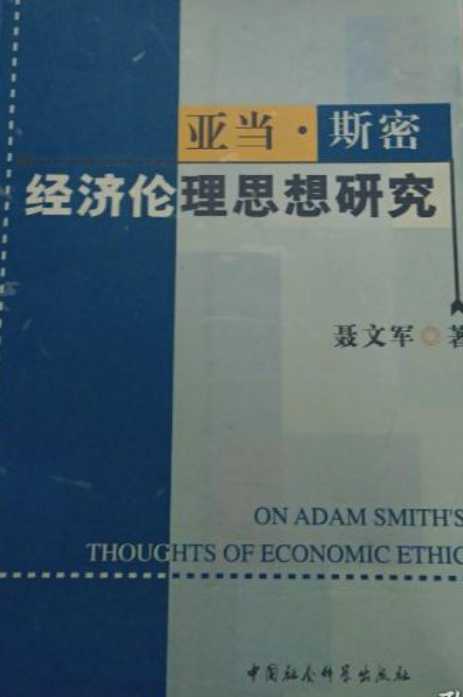 亚当·斯密
经济伦理思想研究
聂文军 著
ON ADAM SMITH'S
THOUGHTS OF ECONOMIC ETHIC
中国社会科学出版社